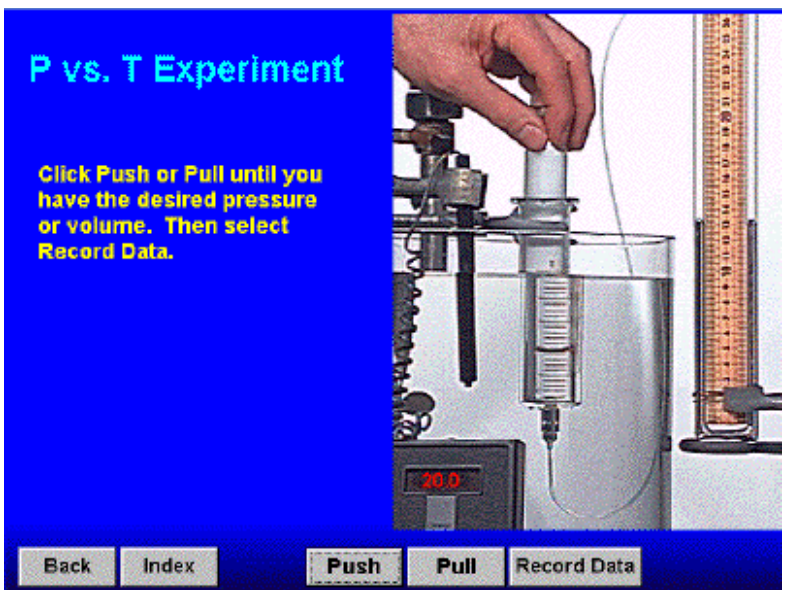 P vs. T Experiment
Click Push or Pull until you
have the desired pressure
or volume. Then select
Record Data.
20.0
Back
Index
Push
Pull
Record Data